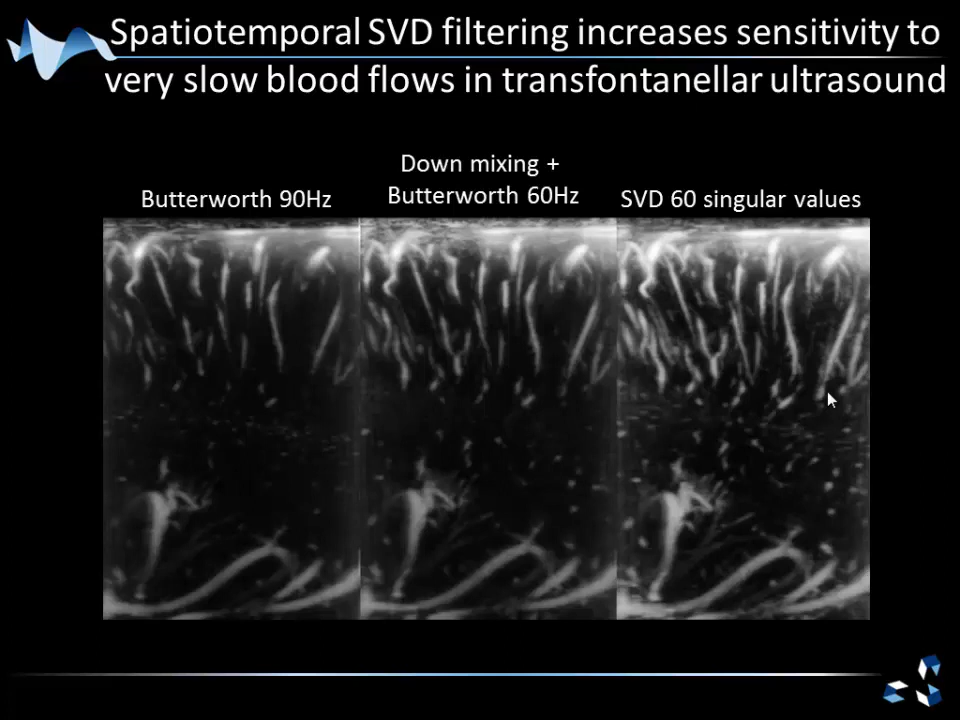 Spatiotemporal SVD filtering increases sensitivity to
very slow blood flows in transfontanellar ultrasound
Butterworth 90Hz
Down mixing +
Butterworth 60Hz
SVD 60 singular values